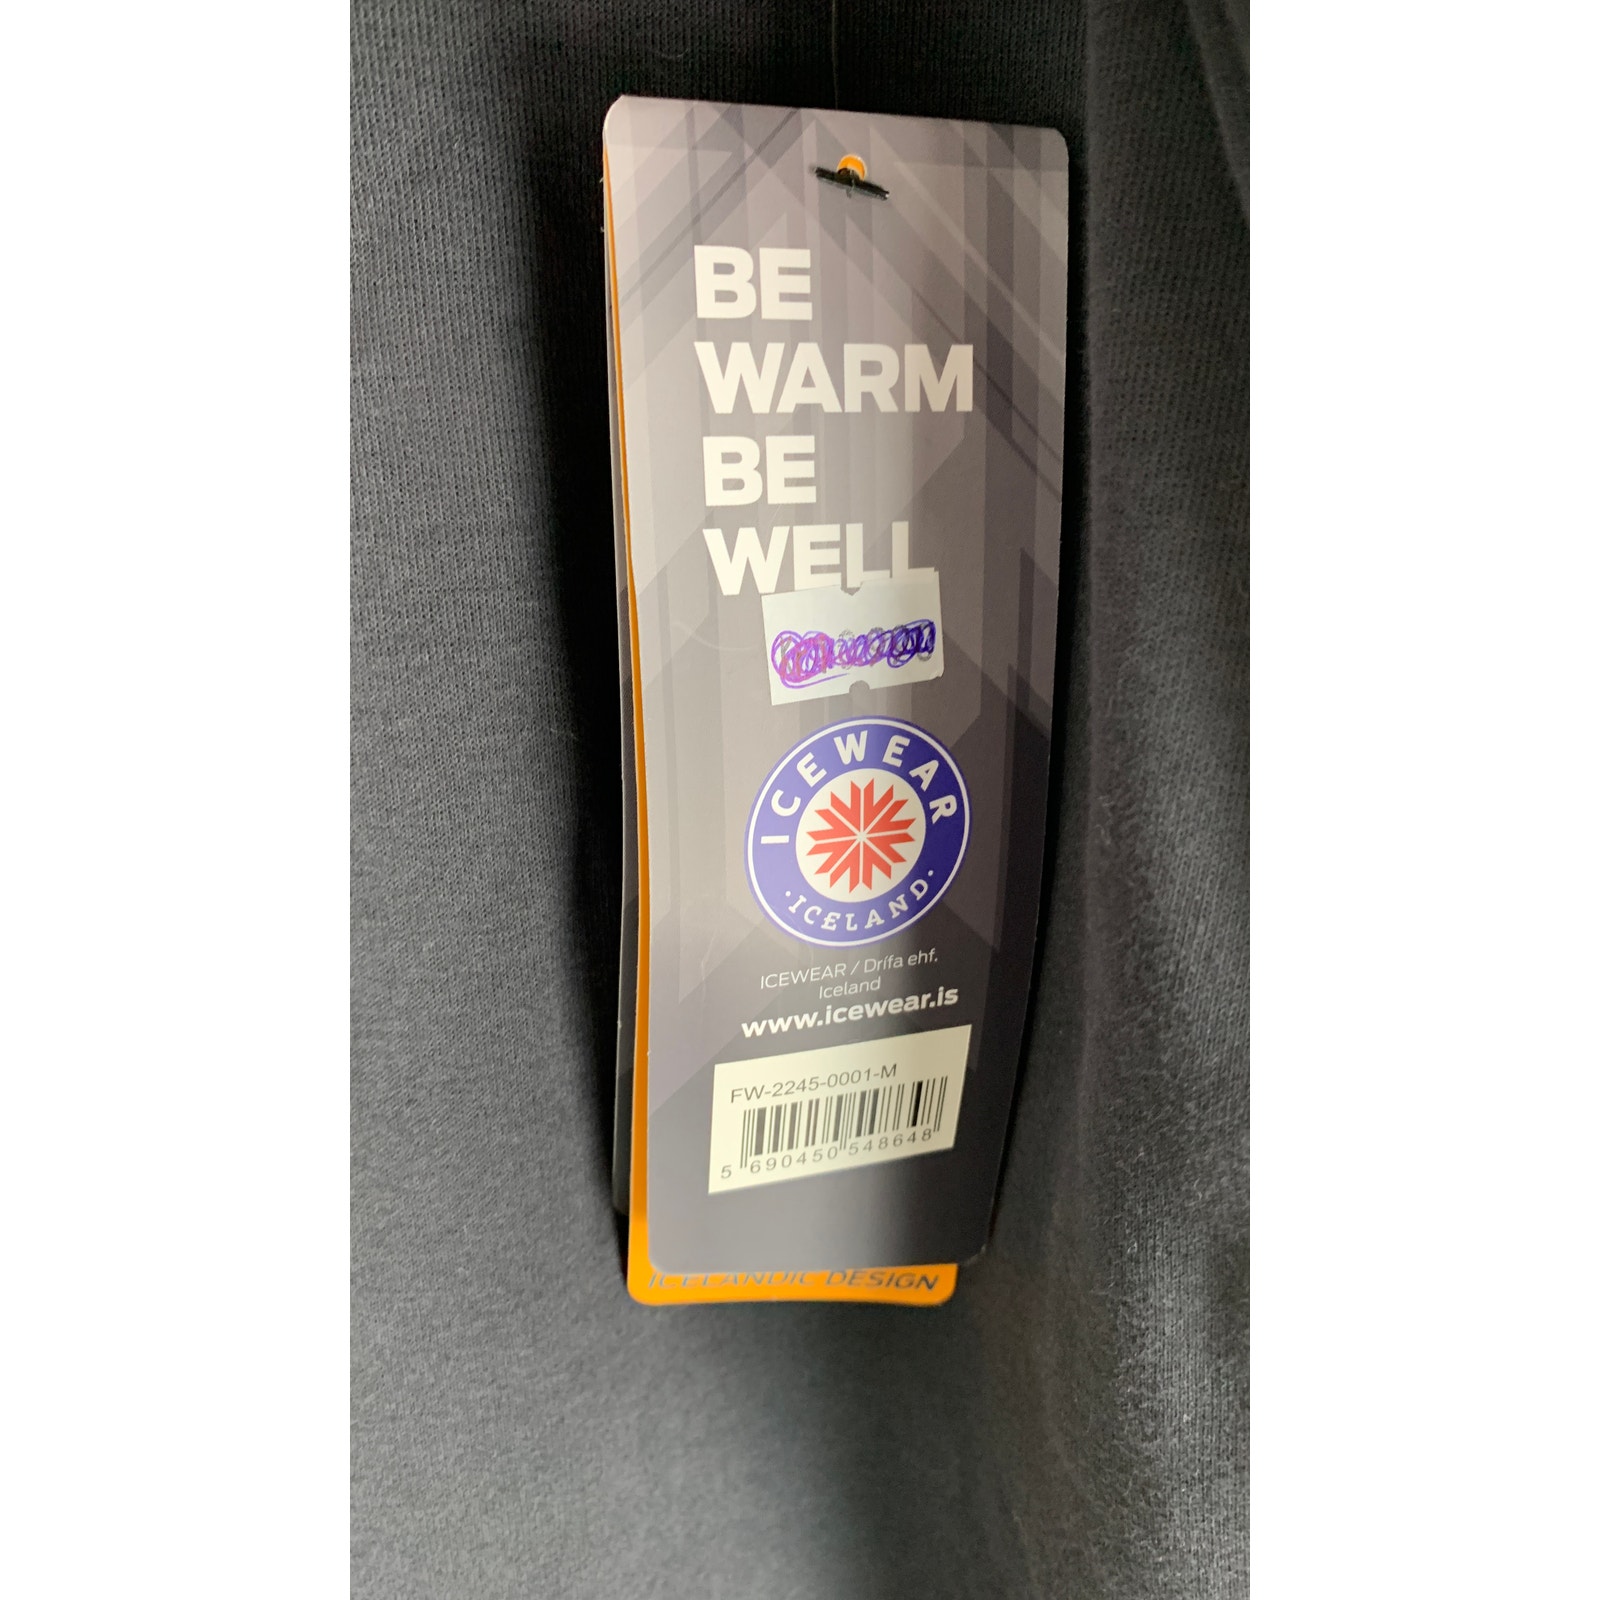 BE
WARM
BE
WELL
ICEWEAR
·ICELAND·
ICEWEAR / Drífa ehf.
Iceland
www.icewear.is
FW-2245-0001-M
5 690450 548648
ICELANDIC DESIGN